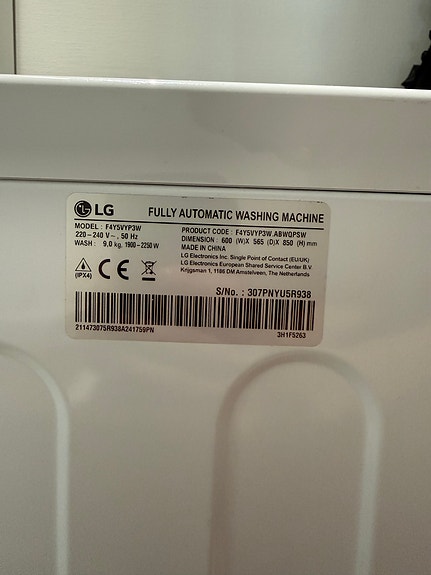 LG FULLY AUTOMATIC WASHING MACHINE
MODEL : F4Y5VYP3W
220 - 240 V~, 50 Hz
WASH : 9.0 kg, 1900 - 2250 W
PRODUCT CODE : F4Y5VYP3W.ABWQPSW
DIMENSION : 600 (W)X 565 (D)X 850 (H) mm
MADE IN CHINA
LG Electronics Inc. Single Point of Contact (EU/UK)
LG Electronics European Shared Service Center B.V
Krijgsman 1, 1186 DM Amstelveen, The Netherlands
(IPX4) CE
S/No. : 307PNYU5R938
211473075R938A241759PN 3H1F5263